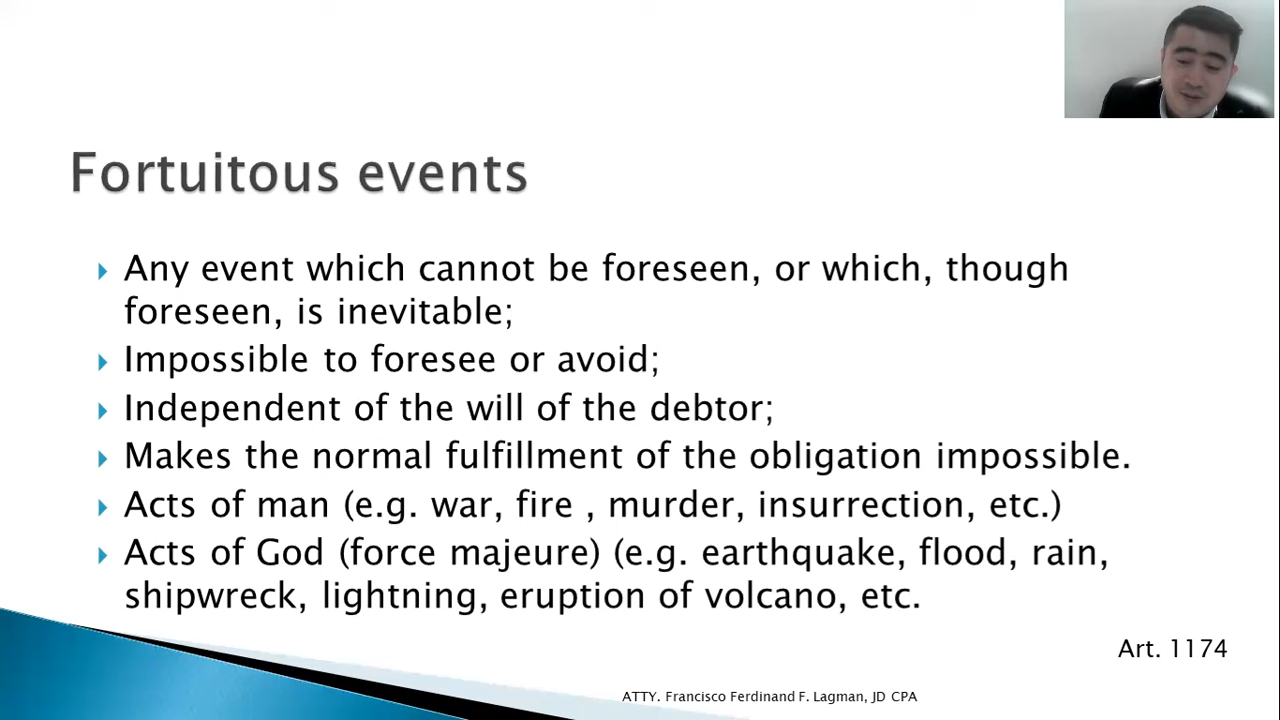 Fortuitous events
Any event which cannot be foreseen, or which, though
foreseen, is inevitable;
Impossible to foresee or avoid;
Independent of the will of the debtor;
Makes the normal fulfillment of the obligation impossible.
Acts of man (e.g. war, fire , murder, insurrection, etc.)
Acts of God (force majeure) (e.g. earthquake, flood, rain,
shipwreck, lightning, eruption of volcano, etc.
Art. 1174
ATTY. Francisco Ferdinand F. Lagman, JD CPA